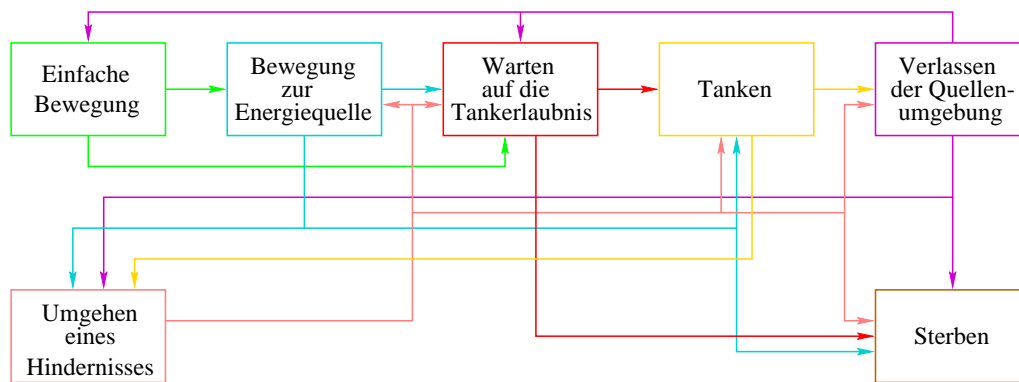 Einfache
Bewegung
Bewegung
zur
Energiequelle
Warten
auf die
Tankerlaubnis
Tanken
Verlassen
der Quellen-
umgebung
Umgehen
eines
Hindernisses
Sterben